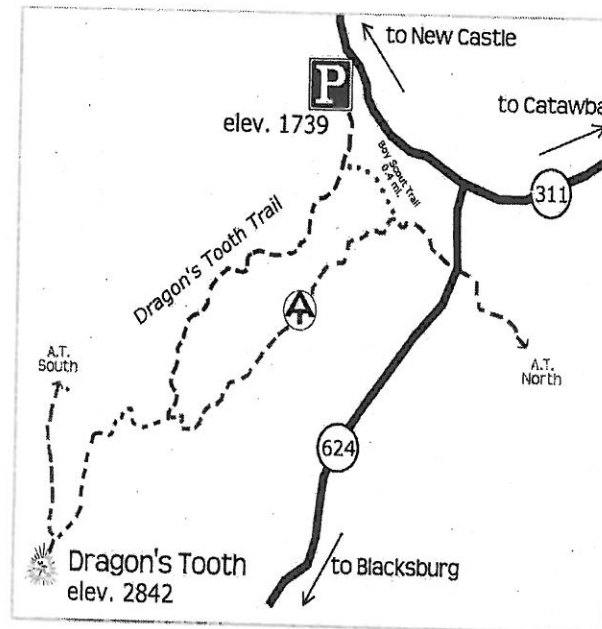 to New Castle
P
to Catawba
elev. 1739
Boy Scout Trail
0.4 mi.
311
Dragon's Tooth Trail
A.T.
South
A.T.
North
624
Dragon's Tooth
elev. 2842
to Blacksburg